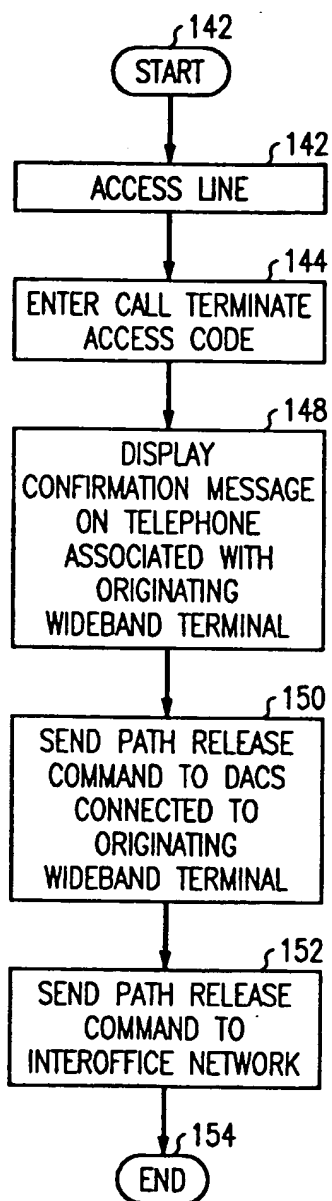 142
START
142
ACCESS LINE
144
ENTER CALL TERMINATE
ACCESS CODE
148
DISPLAY
CONFIRMATION MESSAGE
ON TELEPHONE
ASSOCIATED WITH
ORIGINATING
WIDEBAND TERMINAL
150
SEND PATH RELEASE
COMMAND TO DACS
CONNECTED TO
ORIGINATING
WIDEBAND TERMINAL
152
SEND PATH RELEASE
COMMAND TO
INTEROFFICE NETWORK
154
END